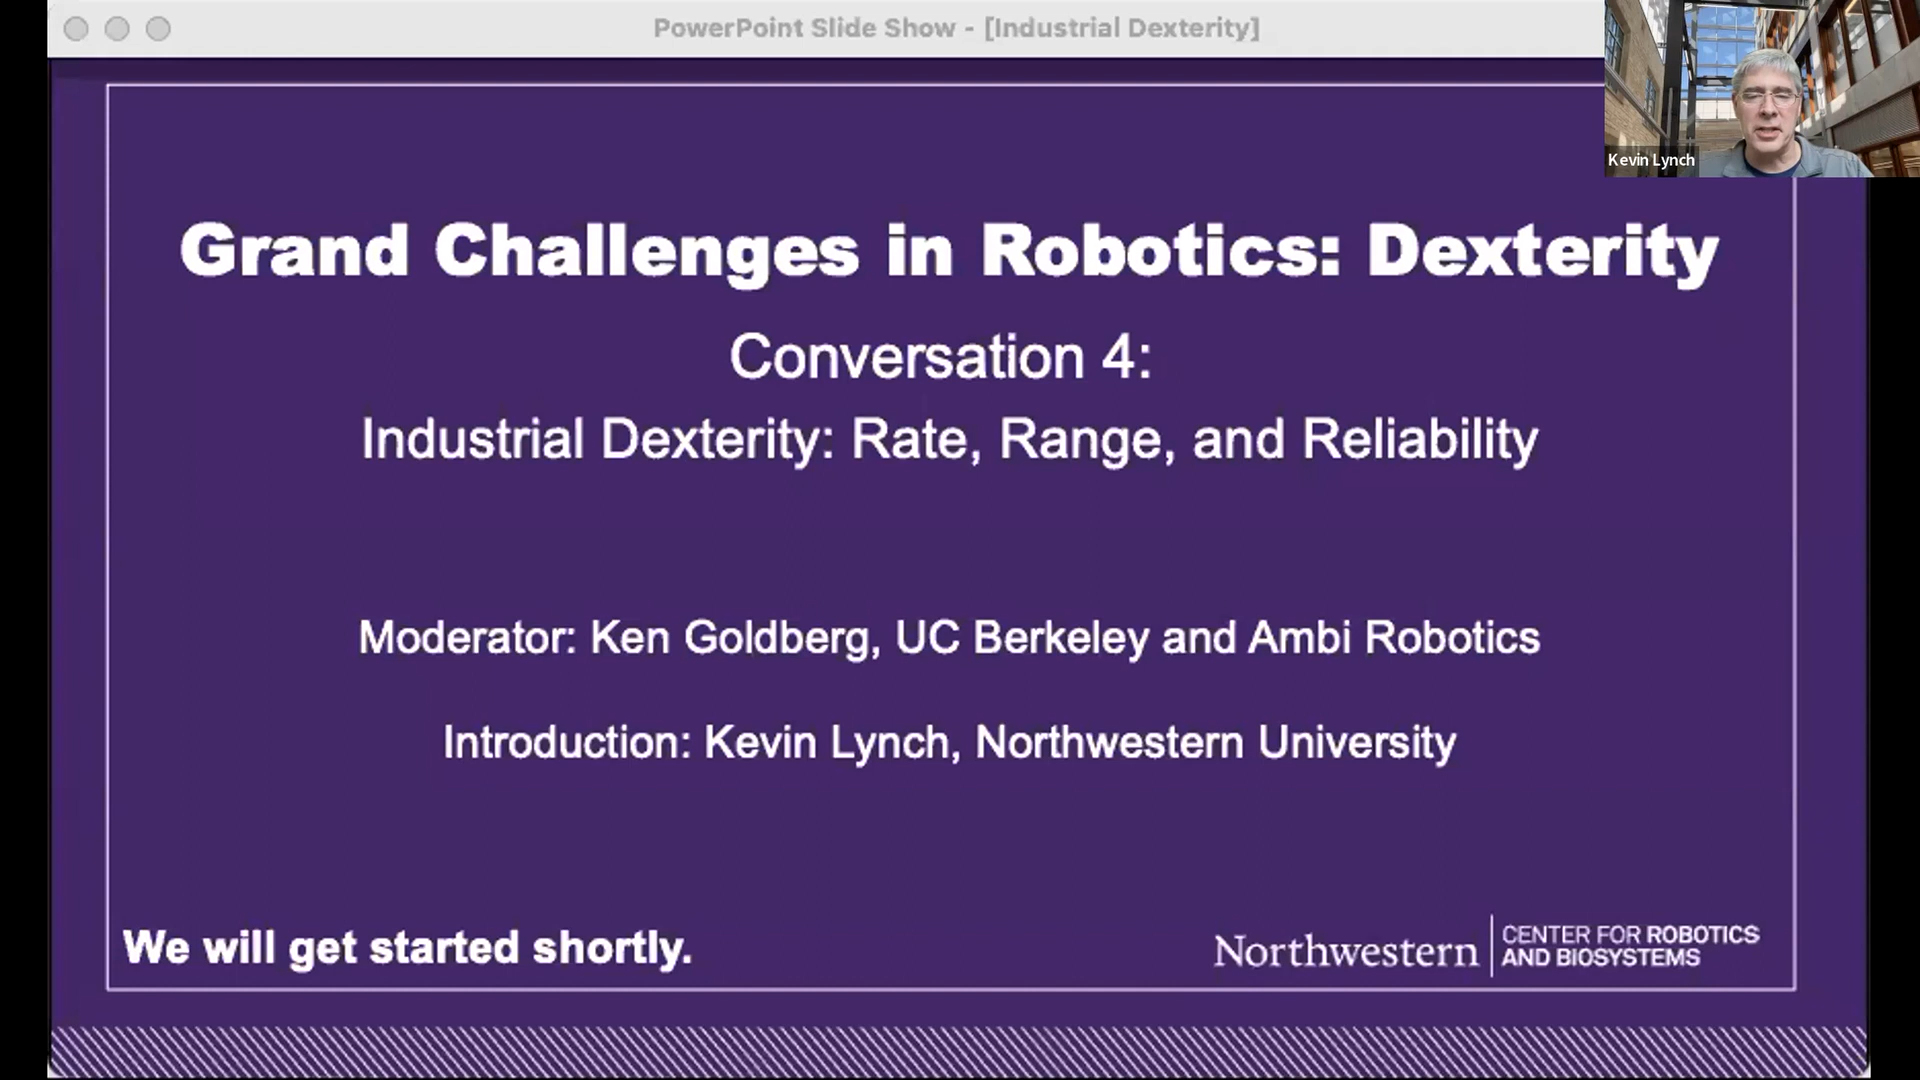 PowerPoint Slide Show - [Industrial Dexterity]
Kevin Lynch
Grand Challenges in Robotics: Dexterity
Conversation 4:
Industrial Dexterity: Rate, Range, and Reliability
Moderator: Ken Goldberg, UC Berkeley and Ambi Robotics
Introduction: Kevin Lynch, Northwestern University
We will get started shortly.
Northwestern
CENTER FOR ROBOTICS
AND BIOSYSTEMS